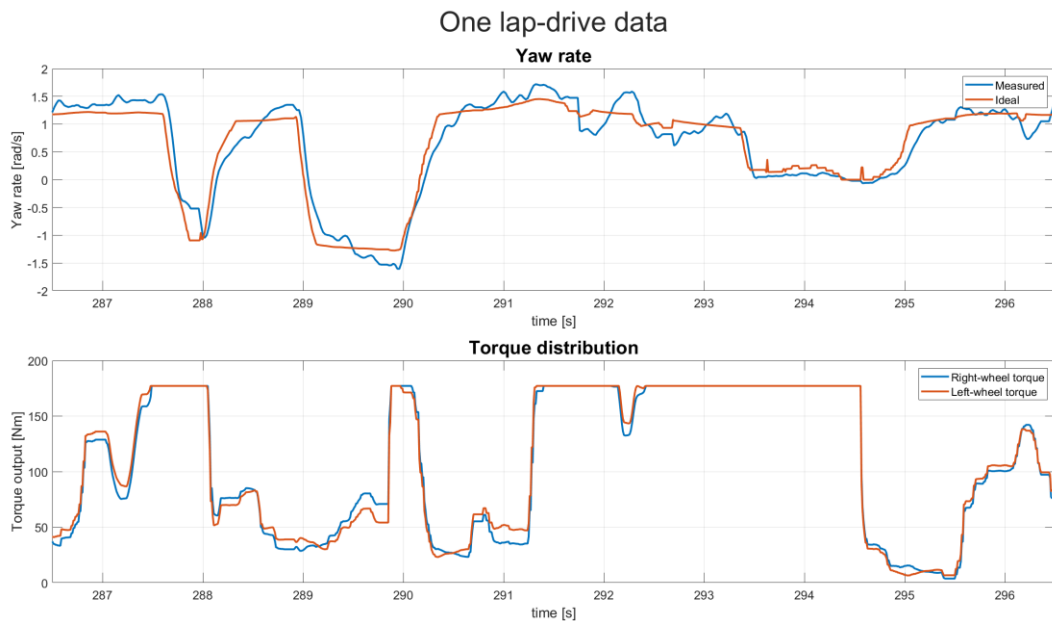 One lap-drive data
Yaw rate
Yaw rate [rad/s]
2
1.5
1
0.5
0
-0.5
-1
-1.5
-2
Measured
Ideal
287 288 289 290 291 292 293 294 295 296
time [s]
Torque distribution
Torque output [Nm]
200
150
100
50
0
Right-wheel torque
Left-wheel torque
287 288 289 290 291 292 293 294 295 296
time [s]